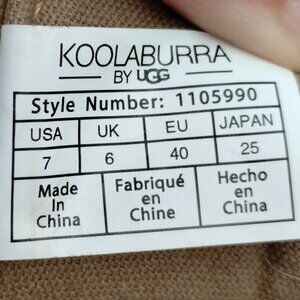 KOOLABURRA
BY UGG
Style Number: 1105990
USA UK EU JAPAN
7 6 40 25
Made Fabriqué Hecho
In en en
China Chine China